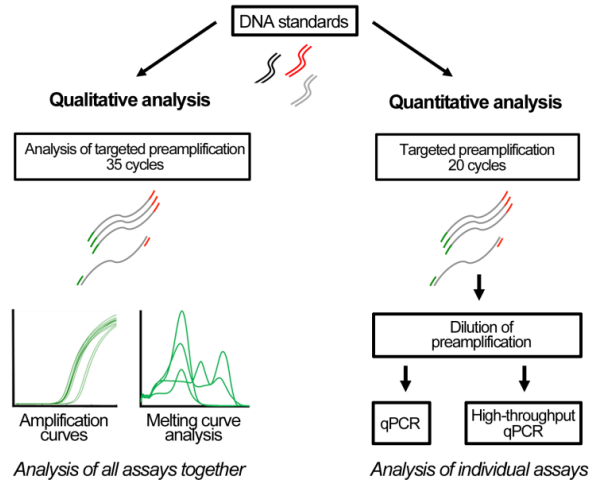 DNA standards
Qualitative analysis
Analysis of targeted preamplification
35 cycles
Amplification
curves
Melting curve
analysis
Analysis of all assays together
Quantitative analysis
Targeted preamplification
20 cycles
Dilution of
preamplification
qPCR
High-throughput
qPCR
Analysis of individual assays